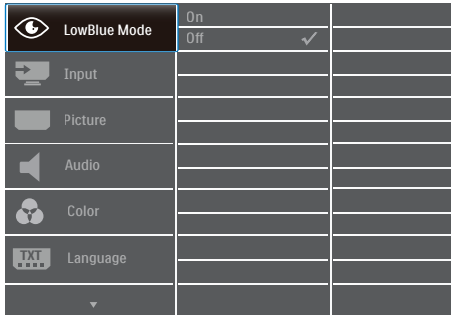 LowBlue Mode
On
Off
Input
Picture
Audio
Color
TXT
Language